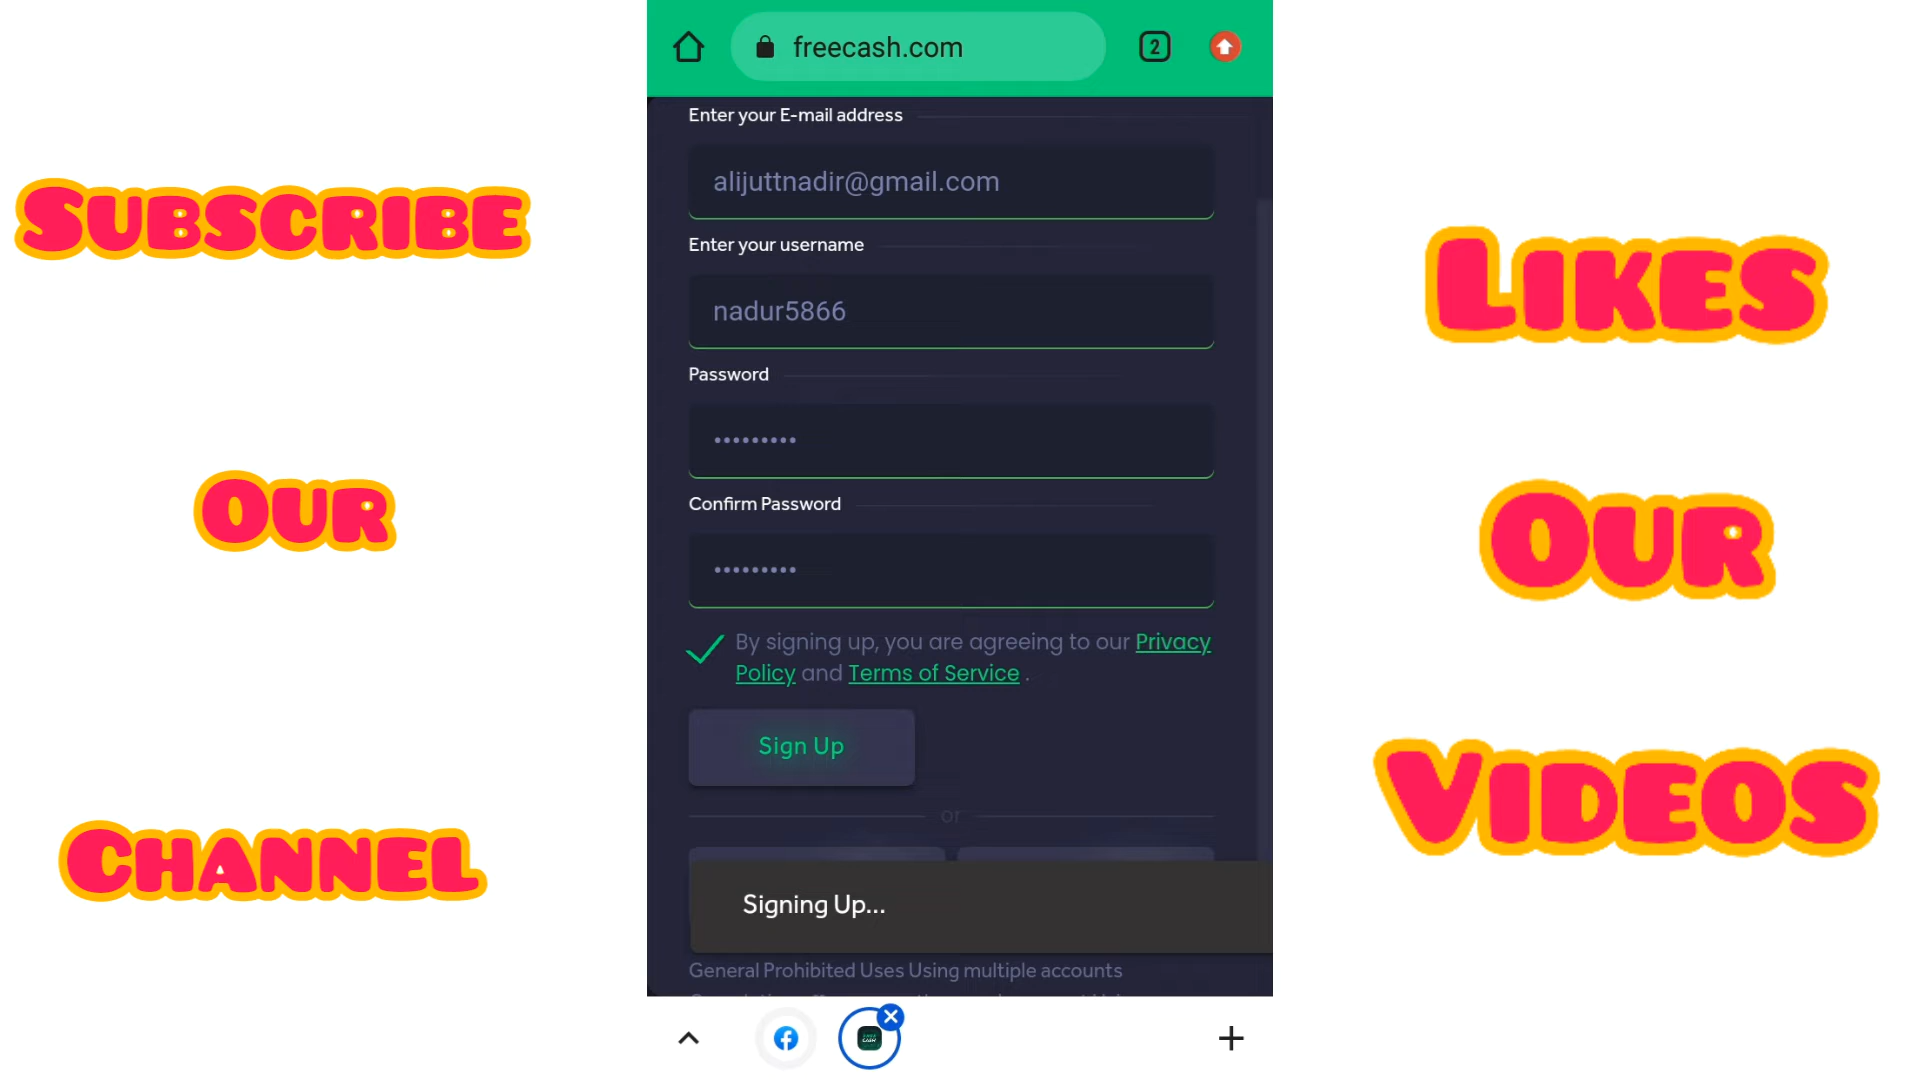 SUBSCRIBE
OUR
CHANNEL
freecash.com
2
Enter your E-mail address
alijuttnadir@gmail.com
Enter your username
nadur5866
Password
•••••••••
Confirm Password
•••••••••
By signing up, you are agreeing to our Privacy
Policy and Terms of Service .
Sign Up
or
Signing Up...
General Prohibited Uses Using multiple accounts
LIKES
OUR
VIDEOS